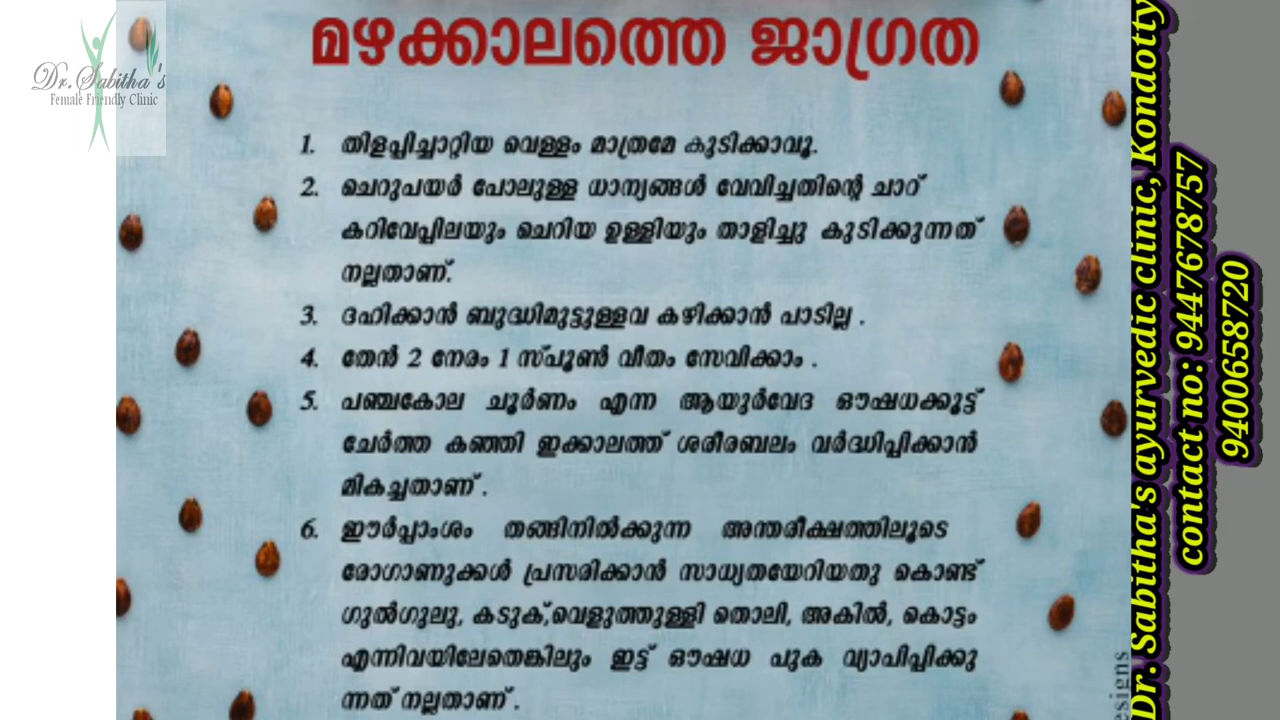 Dr.Sabitha's
Female Friendly Clinic
മഴക്കാലത്തെ ജാഗ്രത
1. തിളപ്പിച്ചാറ്റിയ വെള്ളം മാത്രമേ കുടിക്കാവൂ.
2. ചെറുപയർ പോലുള്ള ധാന്യങ്ങൾ വേവിച്ചതിന്റെ ചാറ്
കറിവേപ്പിലയും ചെറിയ ഉള്ളിയും താളിച്ചു കുടിക്കുന്നത്
നല്ലതാണ്.
3. ദഹിക്കാൻ ബുദ്ധിമുട്ടുള്ളവ കഴിക്കാൻ പാടില്ല .
4. തേൻ 2 നേരം 1 സ്പൂൺ വീതം സേവിക്കാം .
5. പഞ്ചകോല ചൂർണം എന്ന ആയുർവേദ ഔഷധക്കൂട്ട്
ചേർത്ത കഞ്ഞി ഇക്കാലത്ത് ശരീരബലം വർദ്ധിപ്പിക്കാൻ
മികച്ചതാണ് .
6. ഈർപ്പാംശം തങ്ങിനിൽക്കുന്ന അന്തരീക്ഷത്തിലൂടെ
രോഗാണുക്കൾ പ്രസരിക്കാൻ സാധ്യതയേറിയതു കൊണ്ട്
ഗുൽഗുലു, കടുക്,വെളുത്തുള്ളി തൊലി, അകിൽ, കൊട്ടം
എന്നിവയിലേതെങ്കിലും ഇട്ട് ഔഷധ പുക വ്യാപിപ്പിക്കു
ന്നത് നല്ലതാണ് .
esigns
Dr. Sabitha's ayurvedic clinic, Kondotty
contact no: 9447678757
9400658720